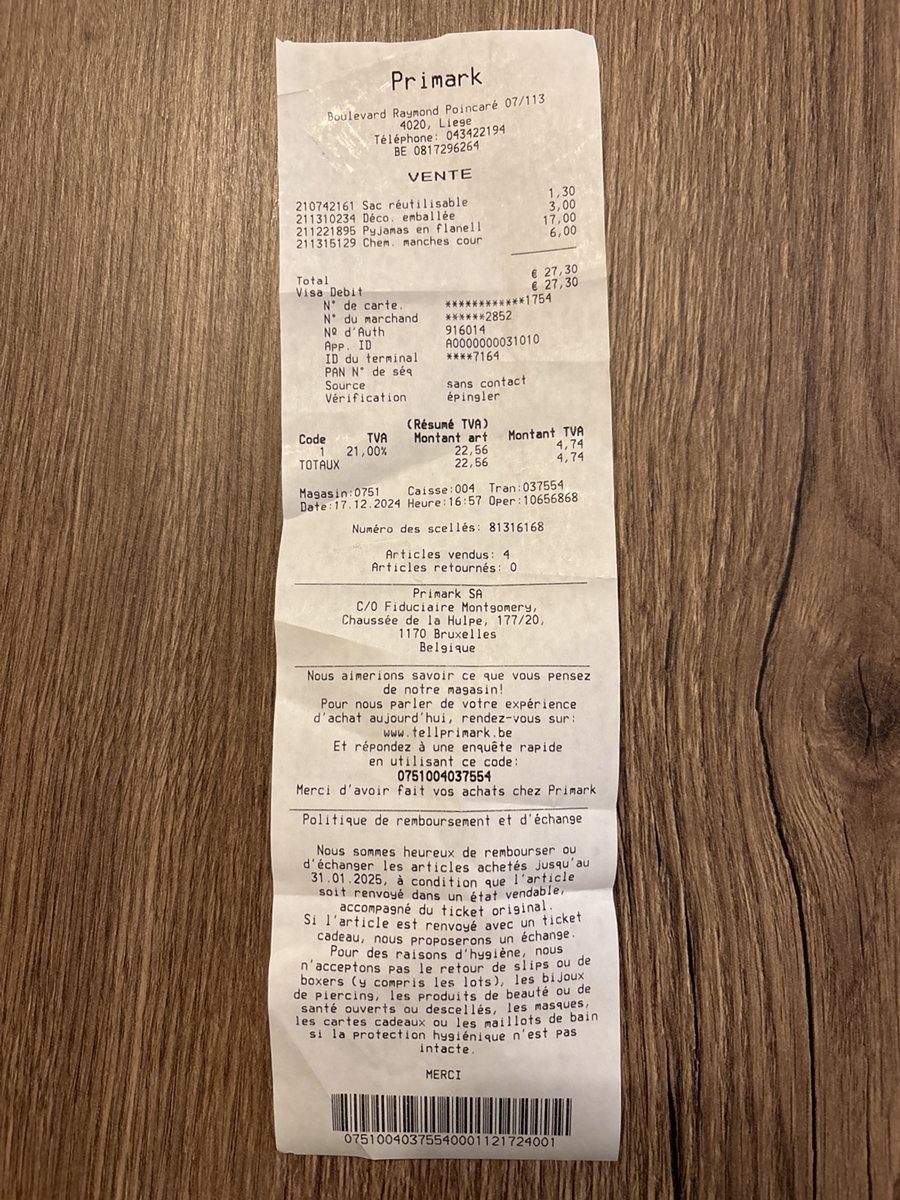 Primark
Boulevard Raymond Poincaré 07/113
4020, Liege
Téléphone: 043422194
BE 0817296264
VENTE
210742161 Sac réutilisable 1,30
211310234 Déco. emballée 3,00
211221895 Pyjamas en flanell 17,00
211315129 Chem. manches cour 6,00
Total € 27,30
Visa Debit € 27,30
N° de carte. ************1754
N° du marchand ******2852
Nº d'Auth 916014
App. ID A0000000031010
ID du terminal ****7164
PAN N° de séq
Source sans contact
Vérification épingler
(Résumé TVA)
Code TVA Montant art Montant TVA
1 21,00% 22,56 4,74
TOTAUX 22,56 4,74
Magasin:0751 Caisse:004 Tran:037554
Date:17.12.2024 Heure:16:57 Oper:10656868
Numéro des scellés: 81316168
Articles vendus: 4
Articles retournés: 0
Primark SA
C/O Fiduciaire Montgomery,
Chaussée de la Hulpe, 177/20,
1170 Bruxelles
Belgique
Nous aimerions savoir ce que vous pensez
de notre magasin!
Pour nous parler de votre expérience
d'achat aujourd'hui, rendez-vous sur:
www.tellprimark.be
Et répondez à une enquête rapide
en utilisant ce code:
0751004037554
Merci d'avoir fait vos achats chez Primark
Politique de remboursement et d'échange
Nous sommes heureux de rembourser ou
d'échanger les articles achetés jusqu'au
31.01.2025, à condition que l'article
soit renvoyé dans un état vendable,
accompagné du ticket original.
Si l'article est renvoyé avec un ticket
cadeau, nous proposerons un échange.
Pour des raisons d'hygiène, nous
n'acceptons pas le retour de slips ou de
boxers (y compris les lots), les bijoux
de piercing, les produits de beauté ou de
santé ouverts ou descellés, les masques,
les cartes cadeaux ou les maillots de bain
si la protection hygiénique n'est pas
intacte.
MERCI
07510040375540001121724001